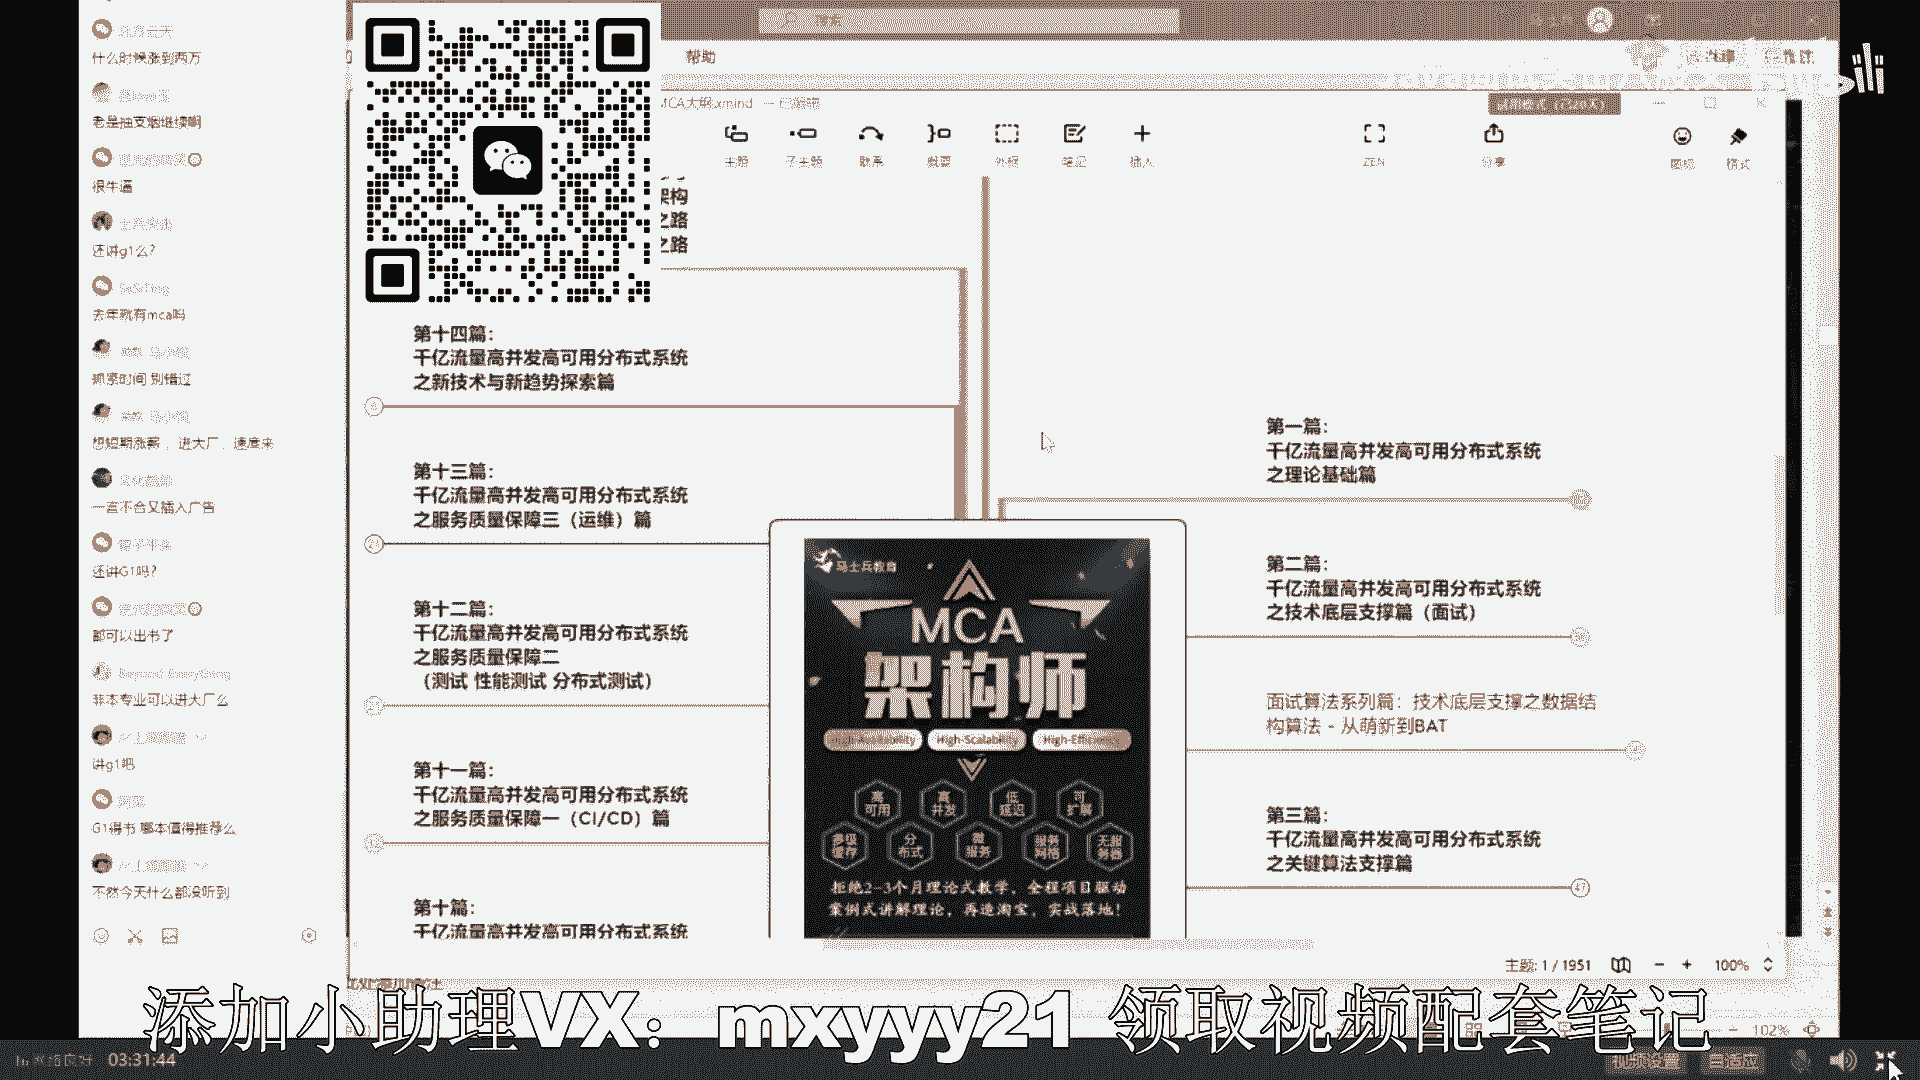 什么时候涨到两万
老是抽支烟继续啊
很牛逼
还讲g1么?
去年就有mca吗
抓紧时间 别错过
想短期涨薪，进大厂，速度来
一言不合又插入广告
还讲G1吗?
都可以出书了
Beyond Everything
非本专业可以进大厂么
讲g1吧
阿菜
G1得书 哪本值得推荐么
不然今天什么都没听到
搜索
帮助
MCA大纲.xmind — 已编辑
主题
子主题
联系
概要
外框
笔记
插入
ZEN
分享
图标
格式
架构
之路
之路
第十四篇：
千亿流量高并发高可用分布式系统
之新技术与新趋势探索篇
第十三篇：
千亿流量高并发高可用分布式系统
之服务质量保障三（运维）篇
第十二篇：
千亿流量高并发高可用分布式系统
之服务质量保障二
（测试 性能测试 分布式测试）
第十一篇：
千亿流量高并发高可用分布式系统
之服务质量保障一（CI/CD）篇
第十篇：
千亿流量高并发高可用分布式系统
马士兵教育
MCA
架构师
High-Availability
High-Scalability
High-Efficiency
高可用
高并发
低延迟
可扩展
多级缓存
分布式
微服务
服务网格
无服务器
拒绝2-3个月理论式教学，全程项目驱动
案例式讲解理论，再造淘宝，实战落地！
第一篇：
千亿流量高并发高可用分布式系统
之理论基础篇
第二篇：
千亿流量高并发高可用分布式系统
之技术底层支撑篇（面试）
面试算法系列篇：技术底层支撑之数据结
构算法 - 从萌新到BAT
第三篇：
千亿流量高并发高可用分布式系统
之关键算法支撑篇
47
主题: 1 / 1951
100%
102%
添加小助理VX：mxyyy21 领取视频配套笔记
03:31:44
视频设置
自适应